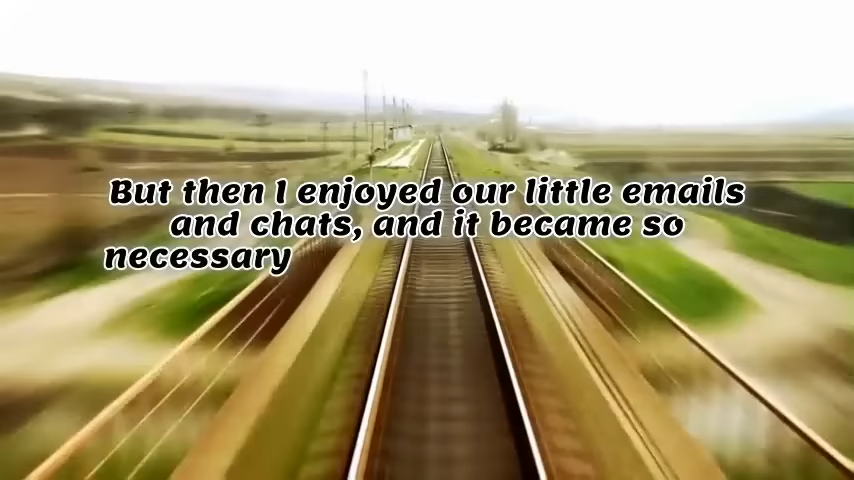 But then I enjoyed our little emails
and chats, and it became so
necessary